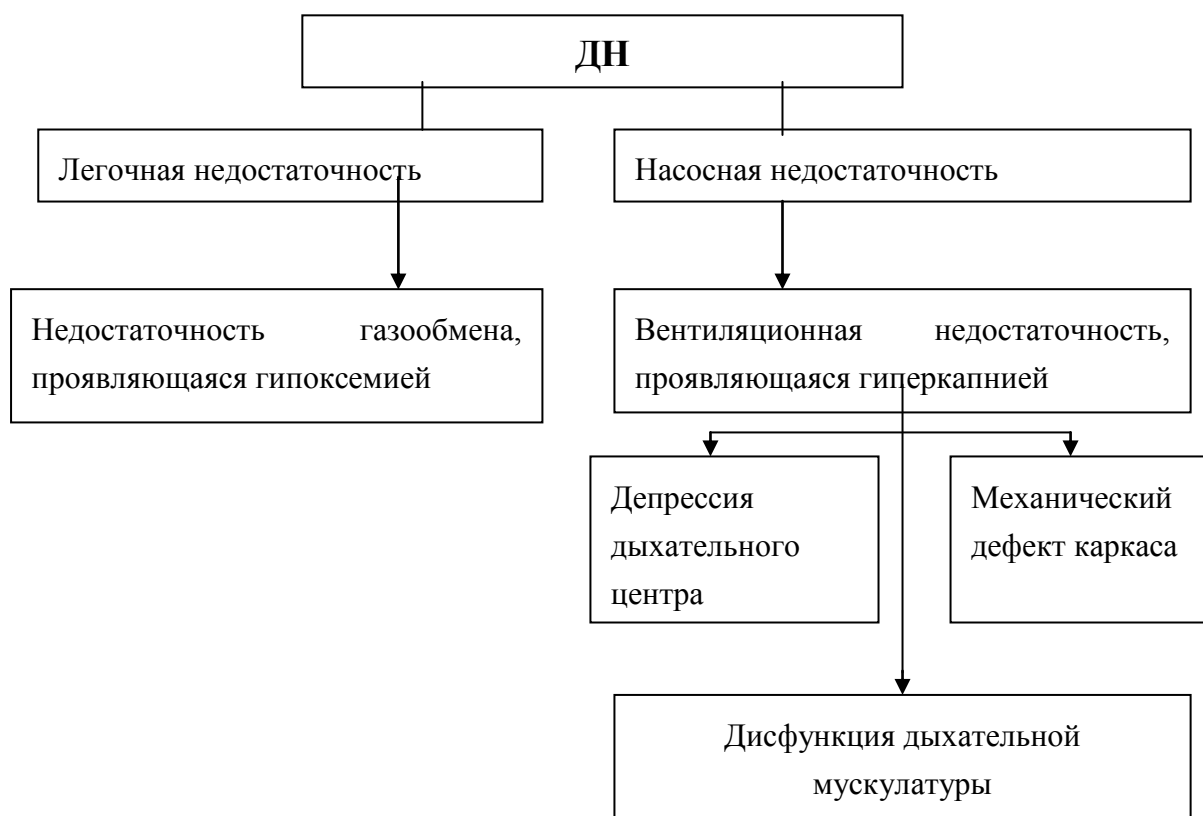 ДН
Легочная недостаточность
Насосная недостаточность
Недостаточность газообмена,
проявляющаяся гипоксемией
Вентиляционная недостаточность,
проявляющаяся гиперкапнией
Депрессия
дыхательного
центра
Механический
дефект каркаса
Дисфункция дыхательной
мускулатуры